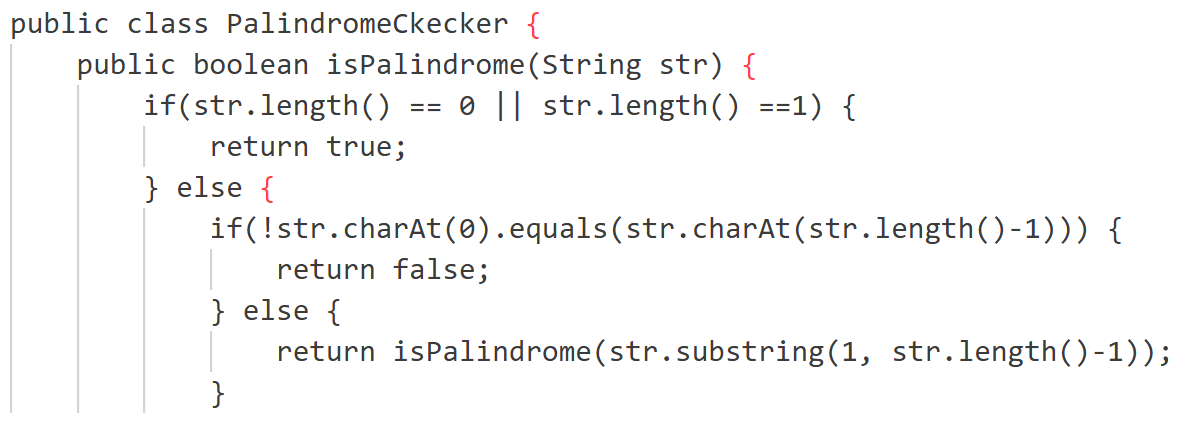 public class PalindromeCkecker {
    public boolean isPalindrome(String str) {
        if(str.length() == 0 || str.length() ==1) {
            return true;
        } else {
            if(!str.charAt(0).equals(str.charAt(str.length()-1))) {
                return false;
            } else {
                return isPalindrome(str.substring(1, str.length()-1));
            }